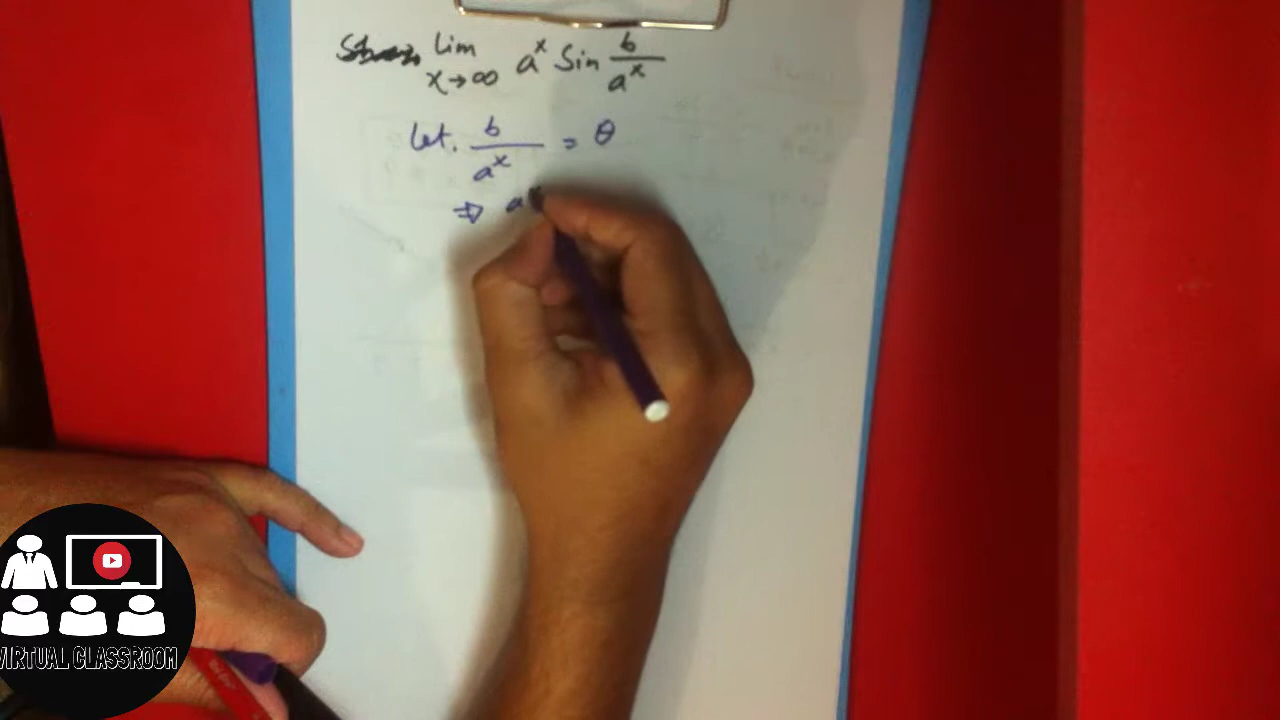 lim x→∞ a^x Sin b/a^x
let. b/a^x = θ
⇒ a
VIRTUAL CLASSROOM